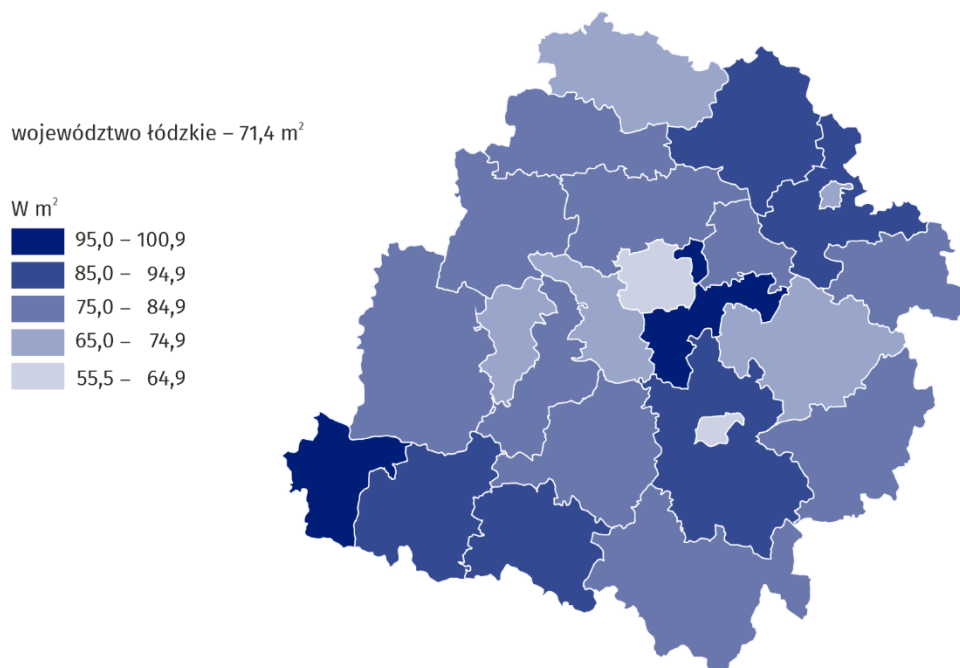 województwo łódzkie – 71,4 m²
W m²
95,0 – 100,9
85,0 – 94,9
75,0 – 84,9
65,0 – 74,9
55,5 – 64,9